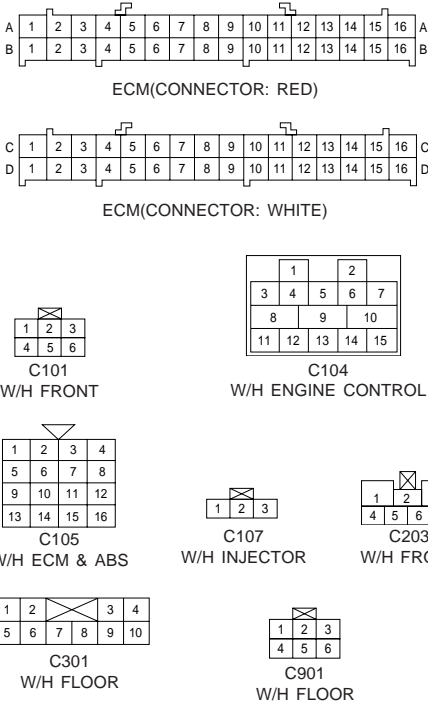 A 1 2 3 4 5 6 7 8 9 10 11 12 13 14 15 16 A
B 1 2 3 4 5 6 7 8 9 10 11 12 13 14 15 16 B
ECM(CONNECTOR: RED)
C 1 2 3 4 5 6 7 8 9 10 11 12 13 14 15 16 C
D 1 2 3 4 5 6 7 8 9 10 11 12 13 14 15 16 D
ECM(CONNECTOR: WHITE)
1 2 3
4 5 6
C101
W/H FRONT
1 2
3 4 5 6 7
8 9 10
11 12 13 14 15
C104
W/H ENGINE CONTROL
1 2 3 4
5 6 7 8
9 10 11 12
13 14 15 16
C105
W/H ECM & ABS
1 2 3
C107
W/H INJECTOR
1 2
4 5 6
C203
W/H FRO
1 2 3 4
5 6 7 8 9 10
C301
W/H FLOOR
1 2 3
4 5 6
C901
W/H FLOOR